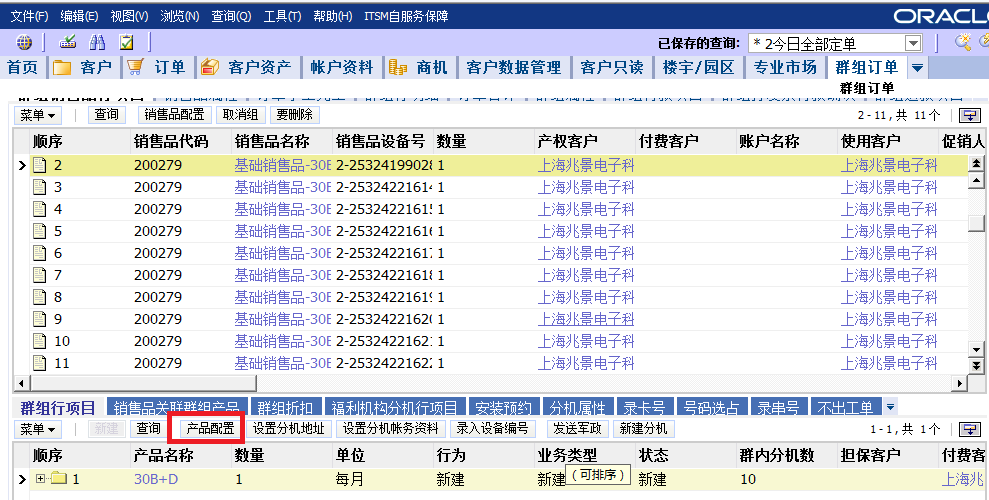 文件(F) 编辑(E) 视图(V) 浏览(N) 查询(Q) 工具(T) 帮助(H) ITSM自服务保障 ORACL
已保存的查询: * 2今日全部定单
首页 客户 订单 客户资产 帐户资料 商机 客户数据管理 客户只读 楼宇/园区 专业市场 群组订单
群组订单
菜单 查询 销售品配置 取消组 要删除 2 - 11,共 11个
顺序 销售品代码 销售品名称 销售品设备号 数量 产权客户 付费客户 账户名称 使用客户 促销人
2 200279 基础销售品-30B 2-2532419902 1 上海兆景电子科 上海兆景电子科
3 200279 基础销售品-30B 2-2532422161 1 上海兆景电子科 上海兆景电子科
4 200279 基础销售品-30B 2-2532422161 1 上海兆景电子科 上海兆景电子科
5 200279 基础销售品-30B 2-2532422161 1 上海兆景电子科 上海兆景电子科
6 200279 基础销售品-30B 2-2532422161 1 上海兆景电子科 上海兆景电子科
7 200279 基础销售品-30B 2-2532422161 1 上海兆景电子科 上海兆景电子科
8 200279 基础销售品-30B 2-2532422161 1 上海兆景电子科 上海兆景电子科
9 200279 基础销售品-30B 2-2532422162 1 上海兆景电子科 上海兆景电子科
10 200279 基础销售品-30B 2-2532422162 1 上海兆景电子科 上海兆景电子科
11 200279 基础销售品-30B 2-2532422162 1 上海兆景电子科 上海兆景电子科
群组行项目 销售品关联群组产品 群组折扣 福利机构分机行项目 安装预约 分机属性 录卡号 号码选占 录串号 不出工单
菜单 新建 查询 产品配置 设置分机地址 设置分机帐务资料 录入设备编号 发送军政 新建分机 1 - 1,共 1个
顺序 产品名称 数量 单位 行为 业务类型 状态 群内分机数 担保客户 付费客
1 30B+D 1 每月 新建 新建 新建 10 上海兆
(可排序)